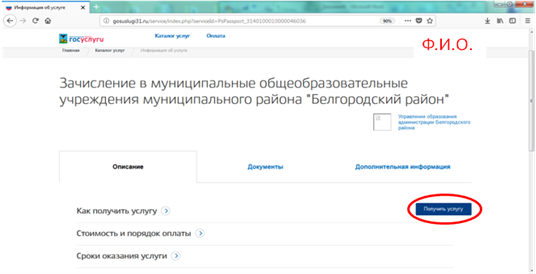 Информация об услуге
gosuslugi31.ru/service/index.php?serviceId=PsPassport_3140100010000046036
90%
Поиск
госуслуги
Каталог услуг
Оплата
Ф.И.О.
Главная
Каталог услуг
Информация об услуге
Зачисление в муниципальные общеобразовательные
учреждения муниципального района "Белгородский район"
Управление образования
администрации Белгородского
района
Описание
Документы
Дополнительная информация
Как получить услугу
Получить услугу
Стоимость и порядок оплаты
Сроки оказания услуги